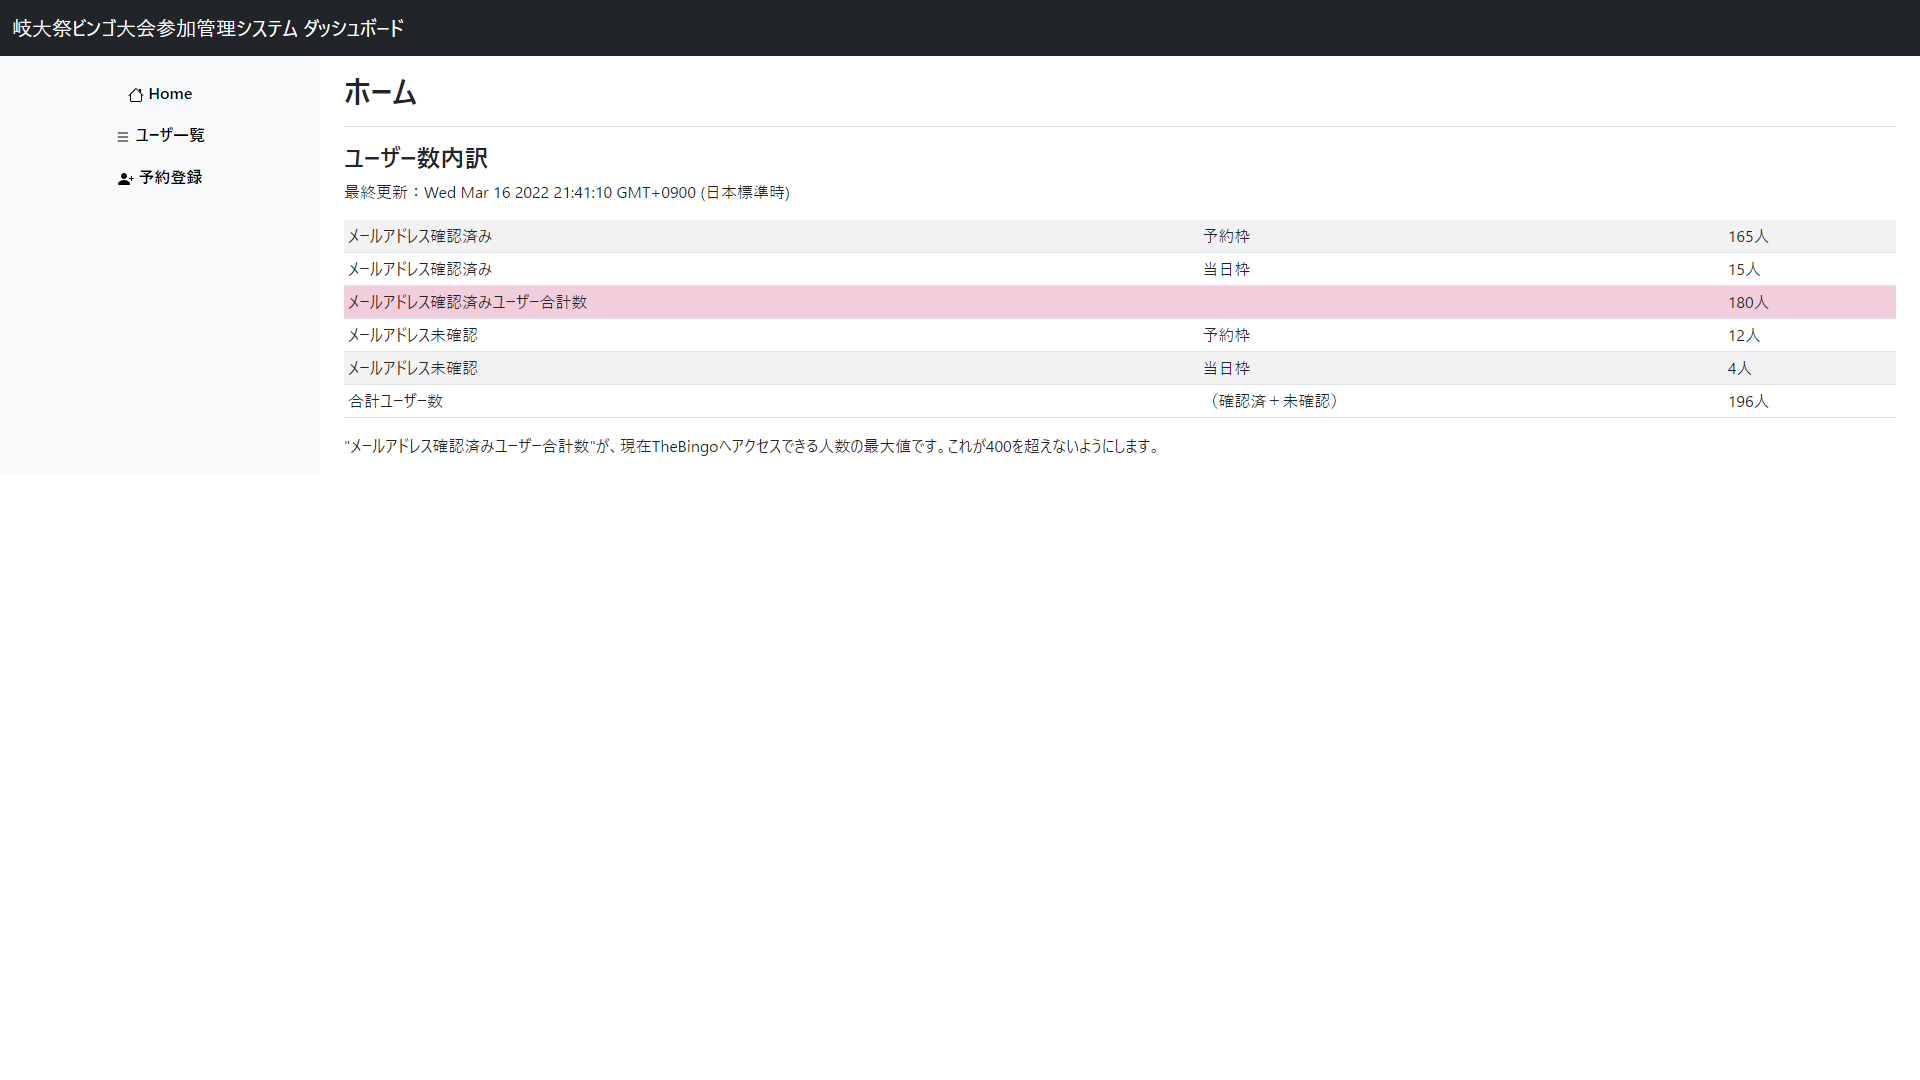 岐大祭ビンゴ大会参加管理システム ダッシュボード
Home
ユーザ一覧
予約登録
ホーム
ユーザー数内訳
最終更新：Wed Mar 16 2022 21:41:10 GMT+0900 (日本標準時)
メールアドレス確認済み 予約枠 165人
メールアドレス確認済み 当日枠 15人
メールアドレス確認済みユーザー合計数 180人
メールアドレス未確認 予約枠 12人
メールアドレス未確認 当日枠 4人
合計ユーザー数 （確認済＋未確認） 196人
"メールアドレス確認済みユーザー合計数"が、現在TheBingoへアクセスできる人数の最大値です。これが400を超えないようにします。